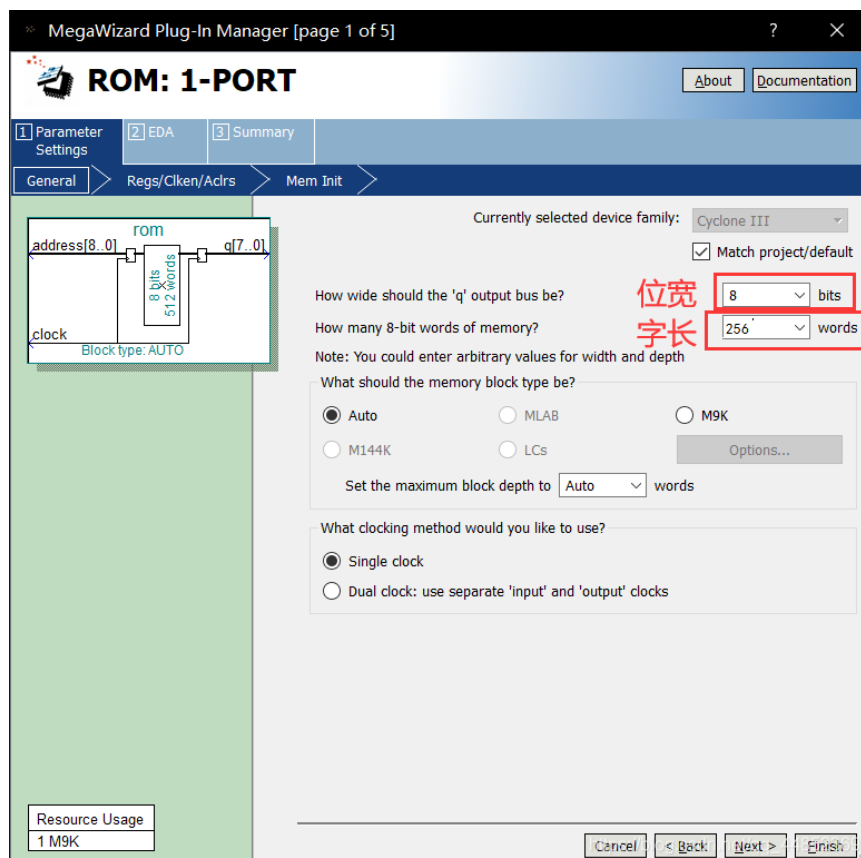 MegaWizard Plug-In Manager [page 1 of 5]
ROM: 1-PORT
About
Documentation
1 Parameter Settings
2 EDA
3 Summary
General
Regs/Clken/Aclrs
Mem Init
rom
address[8..0]
q[7..0]
8 bits
512 words
clock
Block type: AUTO
Currently selected device family:
Cyclone III
Match project/default
How wide should the 'q' output bus be?
位宽
8
bits
How many 8-bit words of memory?
字长
256
words
Note: You could enter arbitrary values for width and depth
What should the memory block type be?
Auto
MLAB
M9K
M144K
LCs
Options...
Set the maximum block depth to
Auto
words
What clocking method would you like to use?
Single clock
Dual clock: use separate 'input' and 'output' clocks
Resource Usage
1 M9K
Cancel
< Back
Next >
Finish